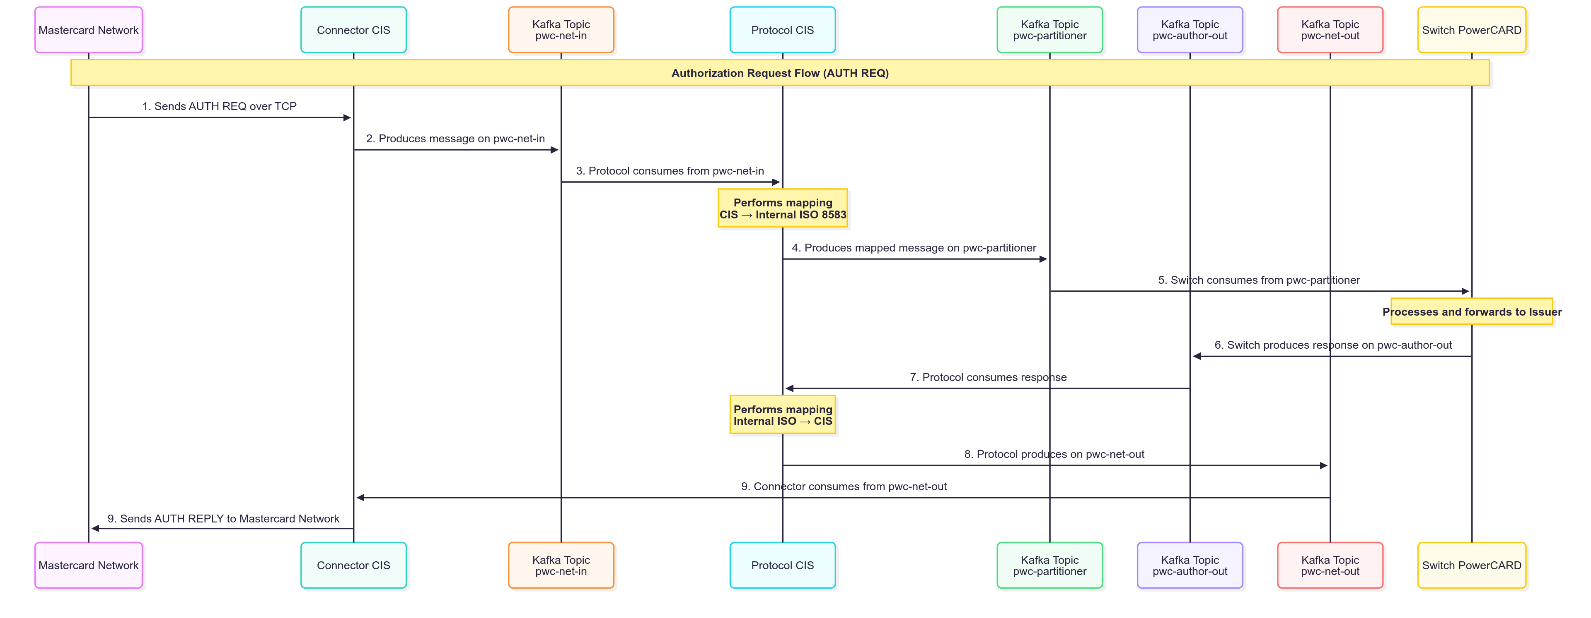 Mastercard Network
Connector CIS
Kafka Topic
pwc-net-in
Protocol CIS
Kafka Topic
pwc-partitioner
Kafka Topic
pwc-author-out
Kafka Topic
pwc-net-out
Switch PowerCARD
Authorization Request Flow (AUTH REQ)
1. Sends AUTH REQ over TCP
2. Produces message on pwc-net-in
3. Protocol consumes from pwc-net-in
Performs mapping
CIS → Internal ISO 8583
4. Produces mapped message on pwc-partitioner
5. Switch consumes from pwc-partitioner
Processes and forwards to Issuer
6. Switch produces response on pwc-author-out
7. Protocol consumes response
Performs mapping
Internal ISO → CIS
8. Protocol produces on pwc-net-out
9. Connector consumes from pwc-net-out
9. Sends AUTH REPLY to Mastercard Network
Mastercard Network
Connector CIS
Kafka Topic
pwc-net-in
Protocol CIS
Kafka Topic
pwc-partitioner
Kafka Topic
pwc-author-out
Kafka Topic
pwc-net-out
Switch PowerCARD